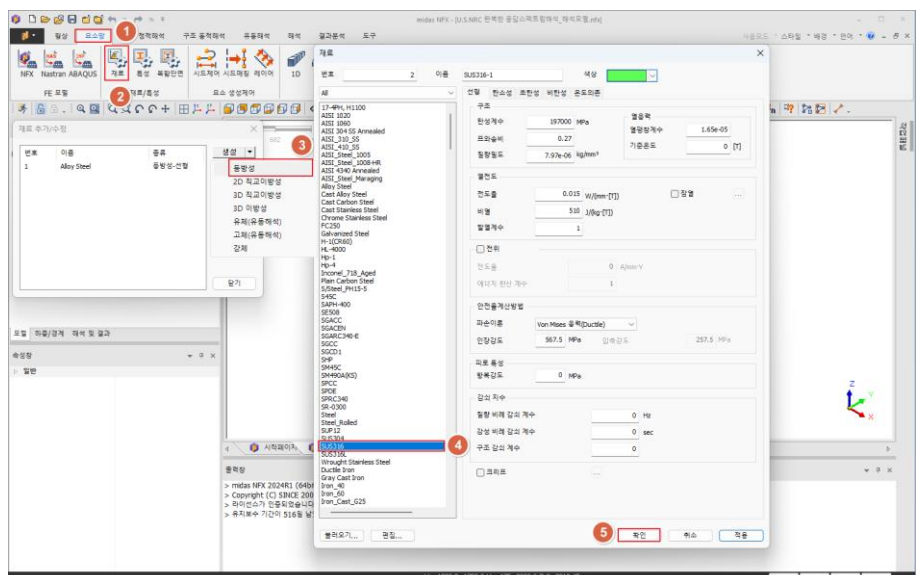 midas NFX - [U.S.NRC 완벽한 응답스펙트럼해석_해석모델.nfx]
형상 요소망 1 정적해석 구조 동적해석 유동해석 해석 결과분석 도구
스타일 배경 언어
NFX Nastran ABAQUS 재료 특성 복합단면 시드제어 시드매칭 레이어 1D
2
FE 모델 재료/특성 요소 생성제어
재료 추가/수정
번호 이름 종류 생성 3
1 Alloy Steel 등방성-선형
등방성
2D 직교이방성
3D 직교이방성
3D 이방성
유체(유동해석)
고체(유동해석)
강체
닫기
모델 하중/경계 해석 및 결과
속성창
일반
시작페이지
출력창
> midas NFX 2024R1 (64bi
> Copyright (C) SINCE 200
> 라이선스가 인증되었습니다
> 유지보수 기간이 516일 남
재료
번호 2 이름 SUS316-1 색상
All
17-4PH, H1100
AISI 1020
AISI 1060
AISI 304 SS Annealed
AISI_310_SS
AISI_410_SS
AISI_Steel_1005
AISI_Steel_1008-HR
AISI 4340 Annealed
AISI_Steel_Maraging
Alloy Steel
Cast Alloy Steel
Cast Carbon Steel
Cast Stainless Steel
Chrome Stainless Steel
FC250
Galvanized Steel
H-1(CR60)
HL-4000
Hp-1
Hp-4
Inconel_718_Aged
Plain Carbon Steel
S/Steel_PH15-5
S45C
SAPH-400
SE508
SGACC
SGACEN
SGARC340-E
SGCC
SGCD1
SHP
SM45C
SM490A(KS)
SPCC
SPDE
SPRC340
SR-0300
Steel
Steel_Rolled
SUP12
SUS304
SUS316 4
SUS316L
Wrought Stainless Steel
Ductile Iron
Gray Cast Iron
Iron_40
Iron_60
Iron_Cast_G25
불러오기... 편집...
선형 탄소성 초탄성 비탄성 온도의존
구조
탄성계수 197000 MPa
프와송비 0.27
질량밀도 7.97e-06 kg/mm³
열응력
열팽창계수 1.65e-05
기준온도 0 [T]
열전도
전도율 0.015 W/(mm·[T]) 잠열 ...
비열 510 J/(kg·[T])
발열계수 1
전위
전도율 0 A/mm·V
에너지 환산 계수 1
안전율계산방법
파손이론 Von Mises 응력(Ductile)
인장강도 567.5 MPa 압축강도 257.5 MPa
피로 특성
항복강도 0 MPa
감쇠 지수
질량 비례 감쇠 계수 0 Hz
강성 비례 감쇠 계수 0 sec
구조 감쇠 계수 0
크리프 ...
5 확인 취소 적용
Z
Y
X